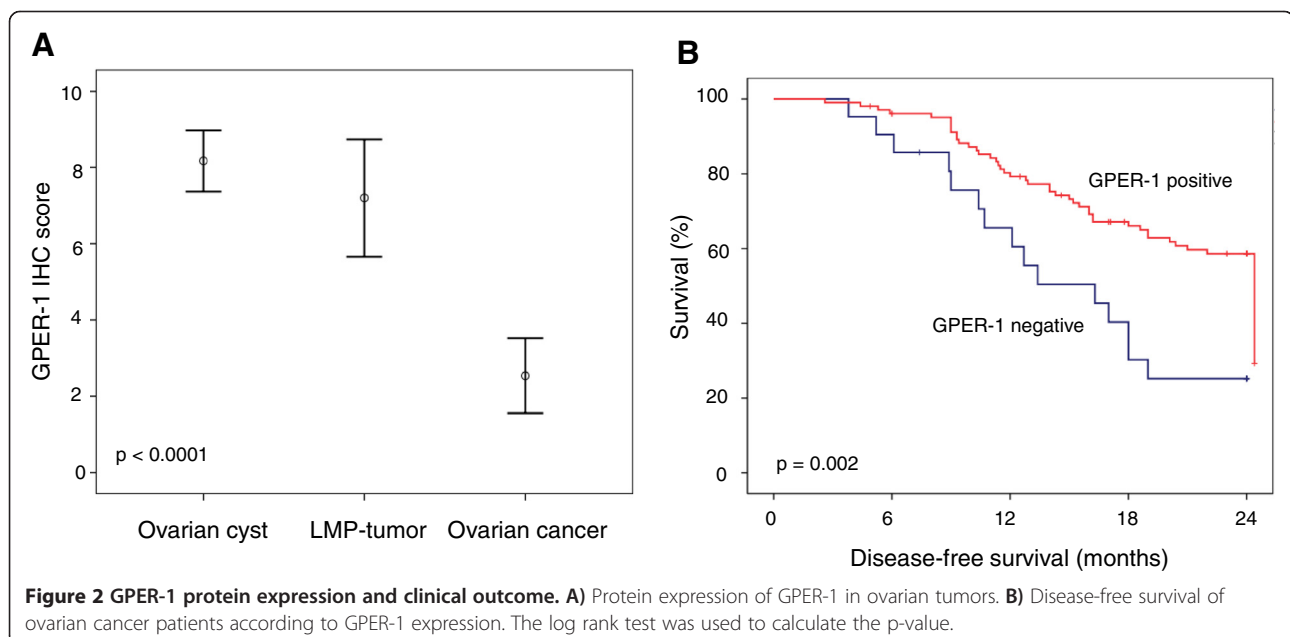 A
GPER-1 IHC score
10
8
6
4
2
0
p < 0.0001
Ovarian cyst LMP-tumor Ovarian cancer
B
Survival (%)
100
80
60
40
20
0
GPER-1 positive
GPER-1 negative
p = 0.002
0 6 12 18 24
Disease-free survival (months)
Figure 2 GPER-1 protein expression and clinical outcome. A) Protein expression of GPER-1 in ovarian tumors. B) Disease-free survival of
ovarian cancer patients according to GPER-1 expression. The log rank test was used to calculate the p-value.